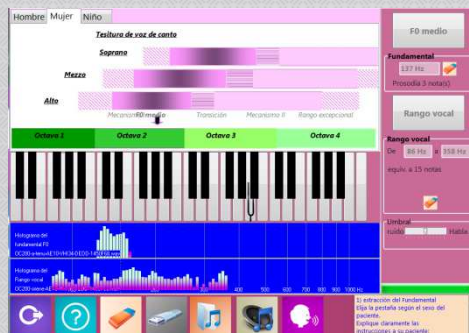 Hombre Mujer Niño
Tesitura de voz de canto
Soprano
Mezzo
Alto
F0 medio Transición Mecanismo II Rango excepcional
Octava 1 Octava 2 Octava 3 Octava 4
Histograma del
fundamental F0
Histograma del
Rango vocal
400 500 600 700 800 900 1000 Hz
F0 medio
Fundamental
137 Hz
Prosodia 3 nota(s)
Rango vocal
Rango vocal
De 86 Hz a 358 Hz
equiv. a 15 notas
Umbral
ruido Habla
1) extracción del Fundamental
Elija la pestaña según el sexo del
paciente.
Explique claramente las
instrucciones a su paciente: